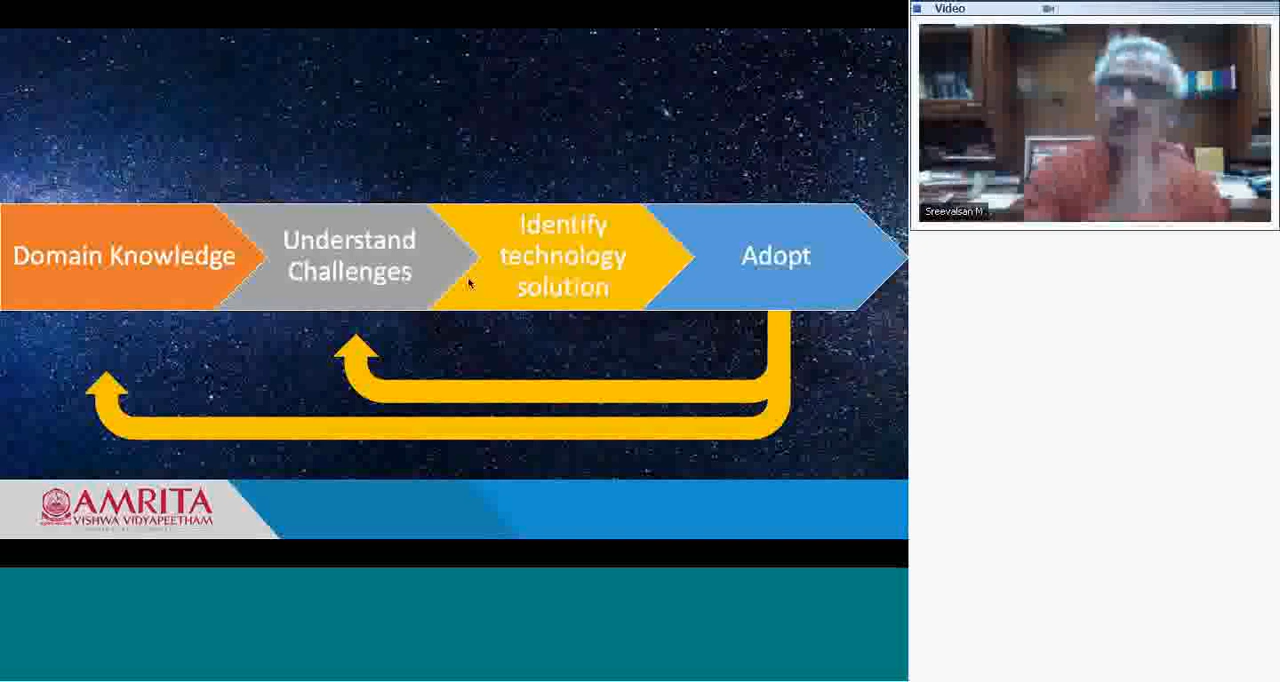 Video
Sreevalsan M.
Domain Knowledge
Understand
Challenges
Identify
technology
solution
Adopt
AMRITA
VISHWA VIDYAPEETHAM